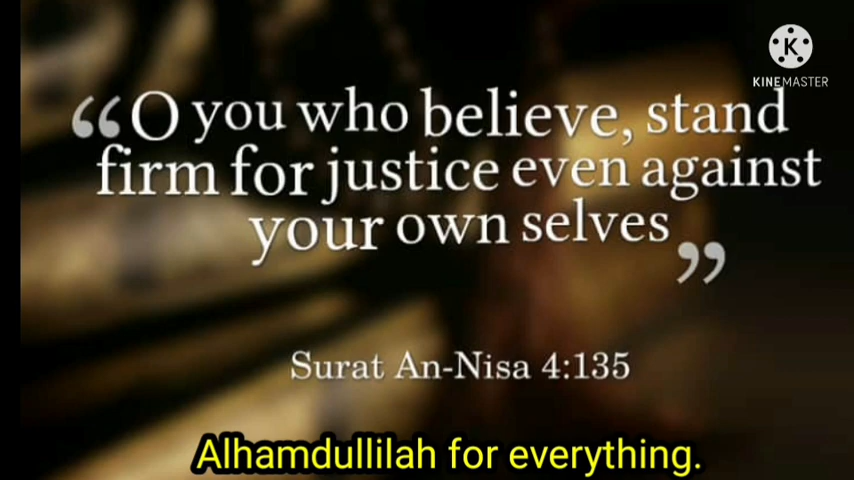 KINEMASTER
“O you who believe, stand
firm for justice even against
your own selves”
Surat An-Nisa 4:135
Alhamdullilah for everything.